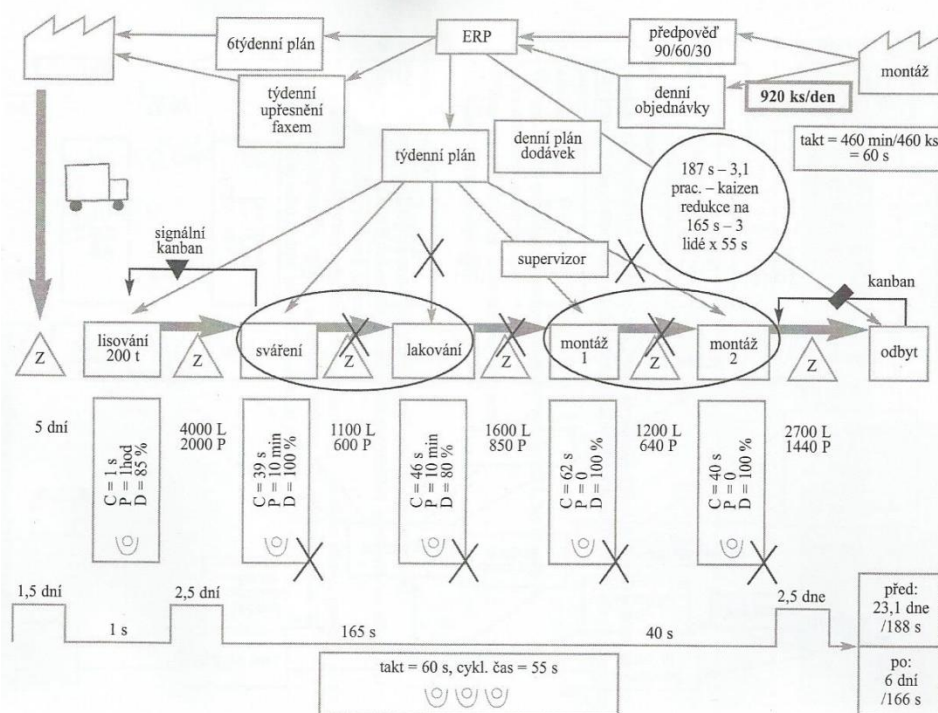 6týdenní plán
ERP
předpověď
90/60/30
montáž
týdenní
upřesnění
faxem
denní
objednávky
920 ks/den
takt = 460 min/460 ks
= 60 s
týdenní plán
denní plán
dodávek
187 s – 3,1
prac. – kaizen
redukce na
165 s – 3
lidé x 55 s
signální
kanban
supervizor
kanban
Z
lisování
200 t
Z
sváření
Z
lakování
Z
montáž
1
Z
montáž
2
Z
odbyt
5 dní
4000 L
2000 P
1100 L
600 P
1600 L
850 P
1200 L
640 P
2700 L
1440 P
C = 1 s
P = 1hod
D = 85 %
C = 39 s
P = 10 min
D = 100 %
C = 46 s
P = 10 min
D = 80 %
C = 62 s
P = 0
D = 100 %
C = 40 s
P = 0
D = 100 %
1,5 dní
1 s
2,5 dní
165 s
40 s
2,5 dne
před:
23,1 dne
/188 s
po:
6 dní
/166 s
takt = 60 s, cykl. čas = 55 s